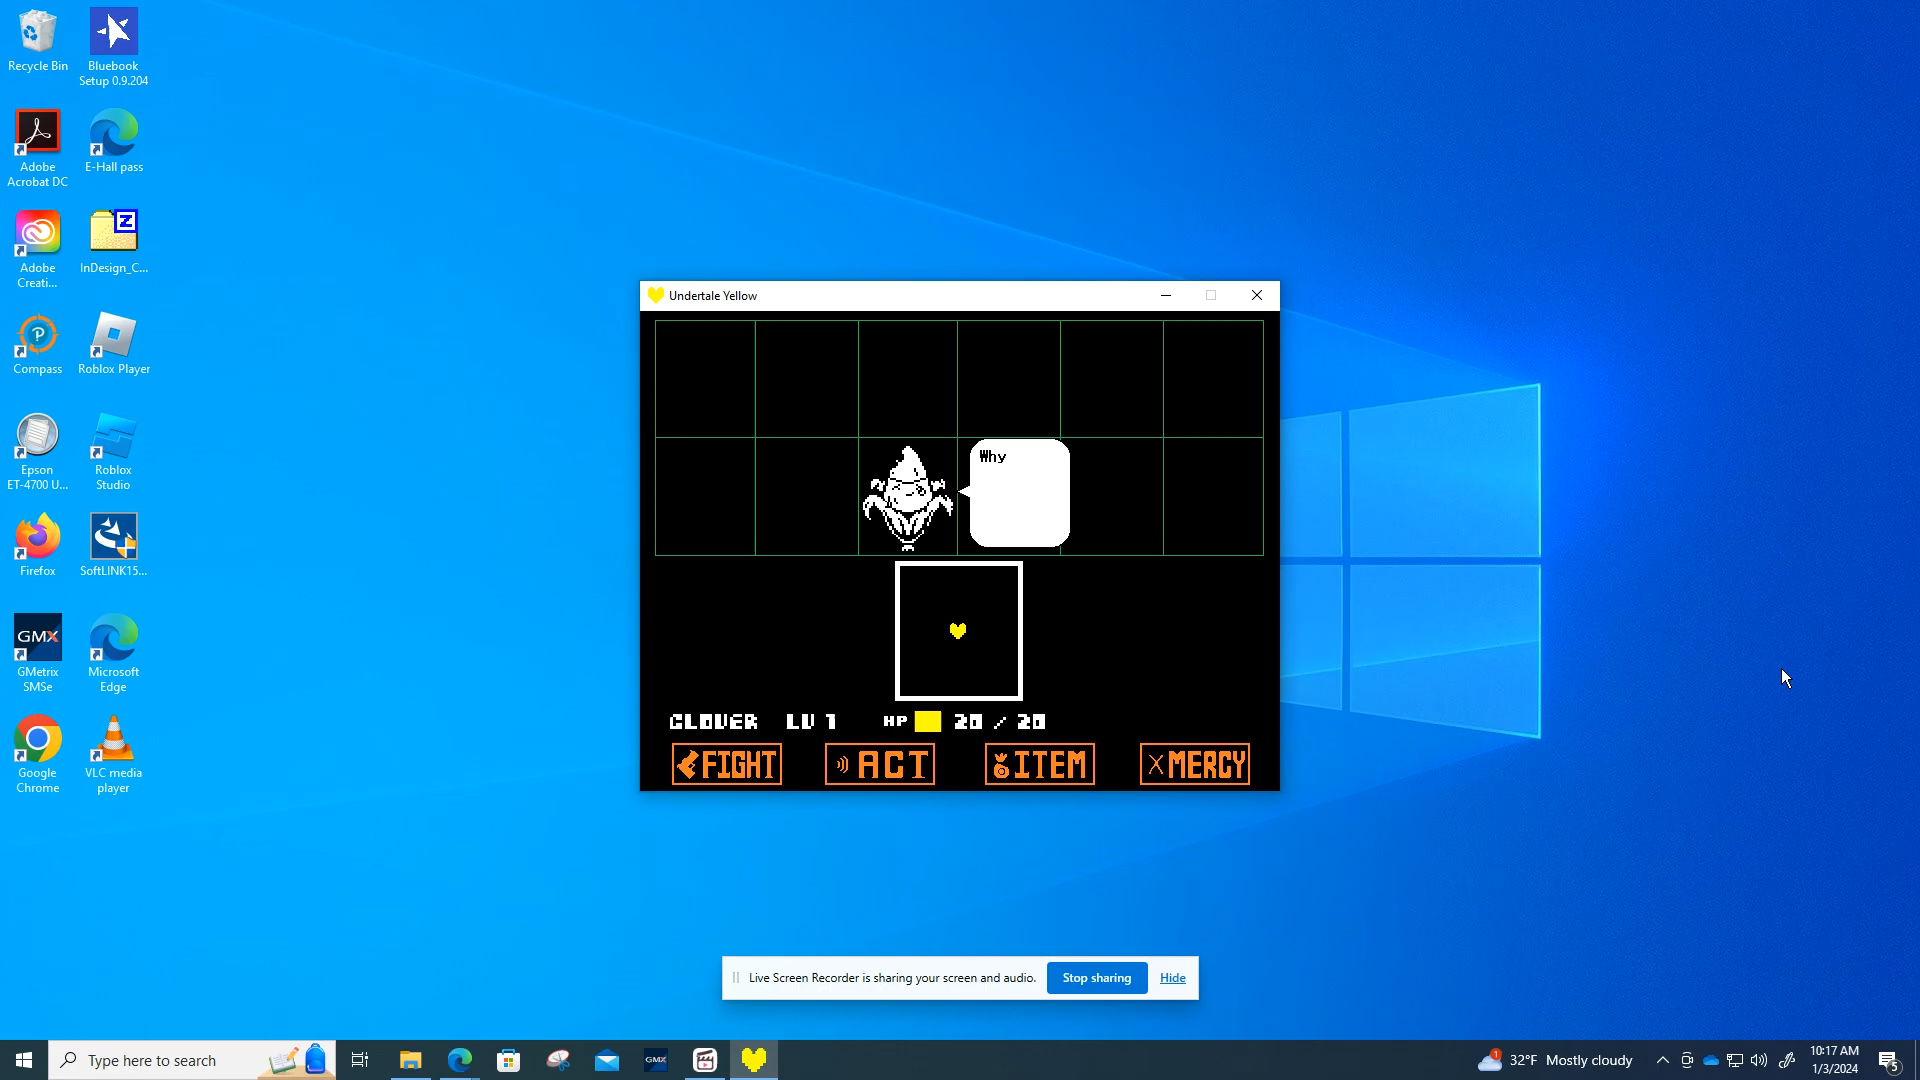 Recycle Bin
Bluebook
Setup 0.9.204
Adobe
Acrobat DC
E-Hall pass
Adobe
Creati...
Z
InDesign_C...
P
Compass
Roblox Player
Epson
ET-4700 U...
Roblox
Studio
Firefox
SoftLINK15...
GMX
GMetrix
SMSe
Microsoft
Edge
Google
Chrome
VLC media
player
Undertale Yellow
Why
CLOVER LV 1 HP 20 / 20
FIGHT ACT ITEM MERCY
Live Screen Recorder is sharing your screen and audio. Stop sharing Hide
Type here to search
GMX
1
32°F Mostly cloudy
10:17 AM
1/3/2024
5